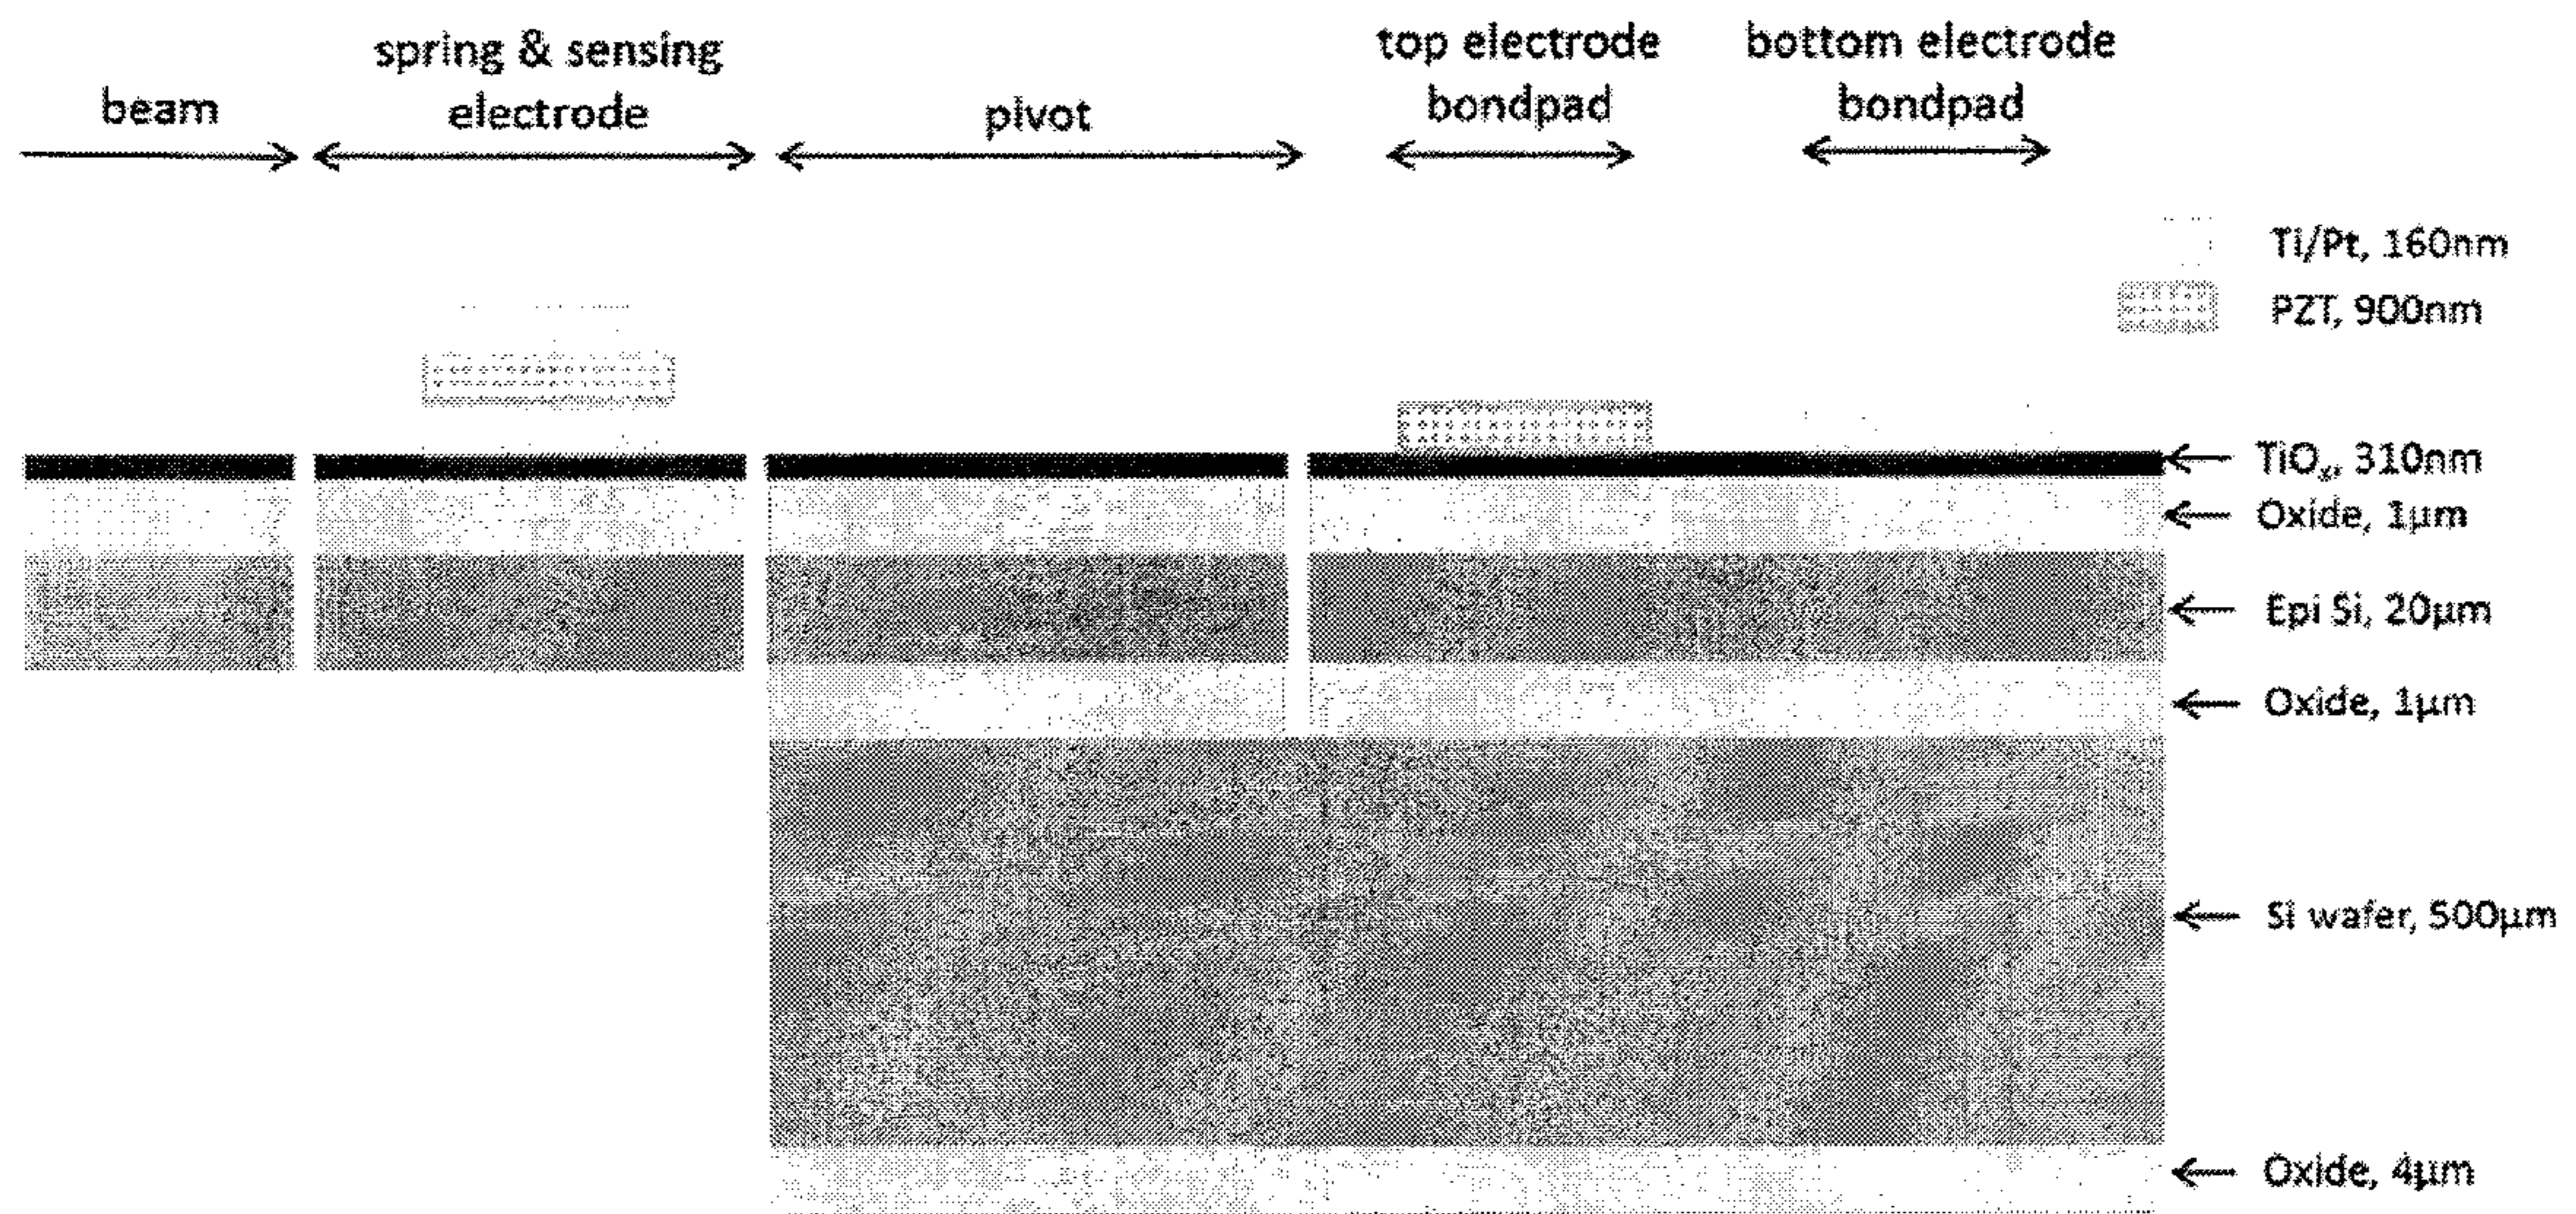 beam
spring & sensing
electrode
pivot
top electrode
bondpad
bottom electrode
bondpad
Ti/Pt, 160nm
PZT, 900nm
TiOₓ, 310nm
Oxide, 1µm
Epi Si, 20µm
Oxide, 1µm
Si wafer, 500µm
Oxide, 4µm